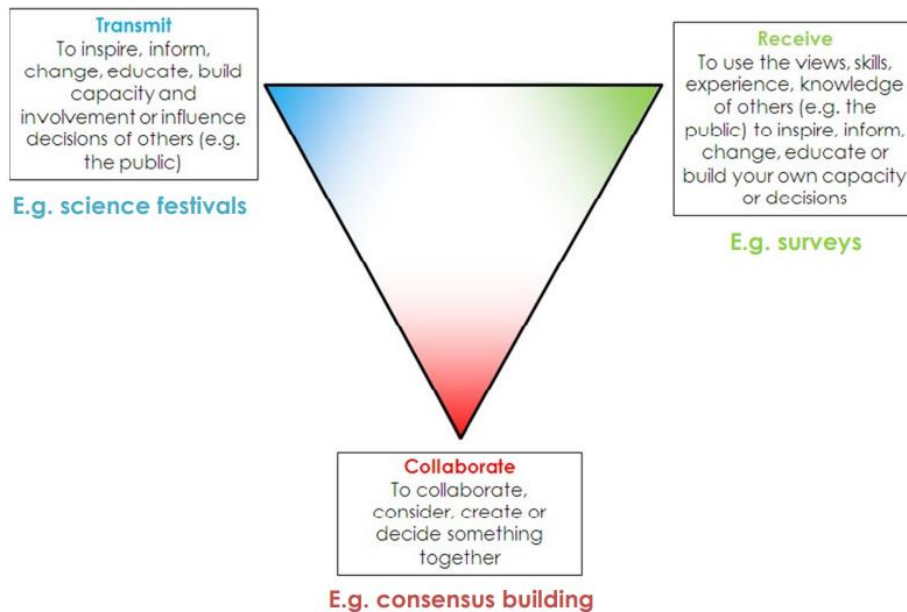 Transmit
To inspire, inform,
change, educate, build
capacity and
involvement or influence
decisions of others (e.g.
the public)
E.g. science festivals
Receive
To use the views, skills,
experience, knowledge
of others (e.g. the
public) to inspire, inform,
change, educate or
build your own capacity
or decisions
E.g. surveys
Collaborate
To collaborate,
consider, create or
decide something
together
E.g. consensus building